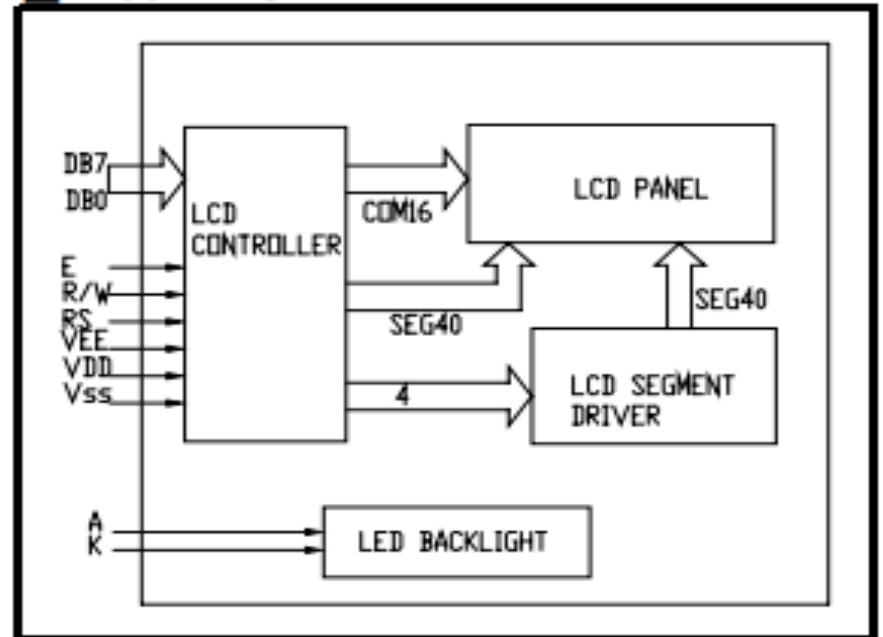 DB7
DB0
E
R/W
RS
VEE
VDD
Vss
A
K
LCD
CONTROLLER
COM16
SEG40
4
LCD PANEL
SEG40
LCD SEGMENT
DRIVER
LED BACKLIGHT